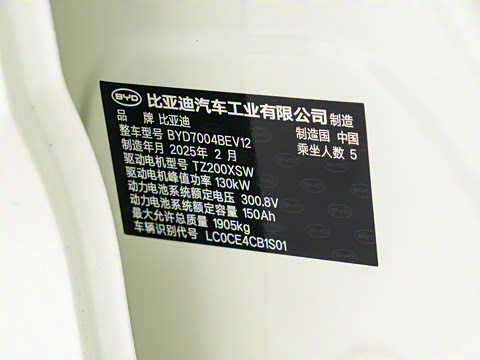 BYD 比亚迪汽车工业有限公司 制造
品 牌 比亚迪 制造国 中国
整车型号 BYD7004BEV12 乘坐人数 5
制造年月 2025年 2 月
驱动电机型号 TZ200XSW
驱动电机峰值功率 130kW
动力电池系统额定电压 300.8V
动力电池系统额定容量 150Ah
最大允许总质量 1905kg
车辆识别代号 LC0CE4CB1S01